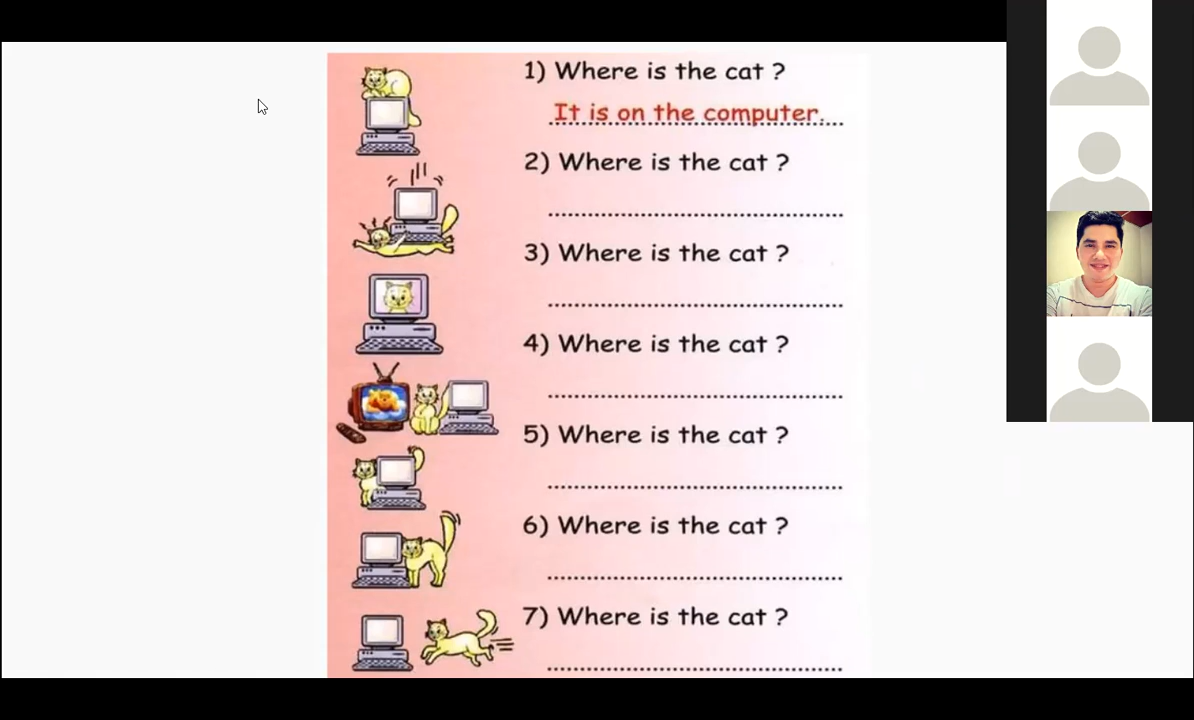 1) Where is the cat ?
It is on the computer.
2) Where is the cat ?
3) Where is the cat ?
4) Where is the cat ?
5) Where is the cat ?
6) Where is the cat ?
7) Where is the cat ?